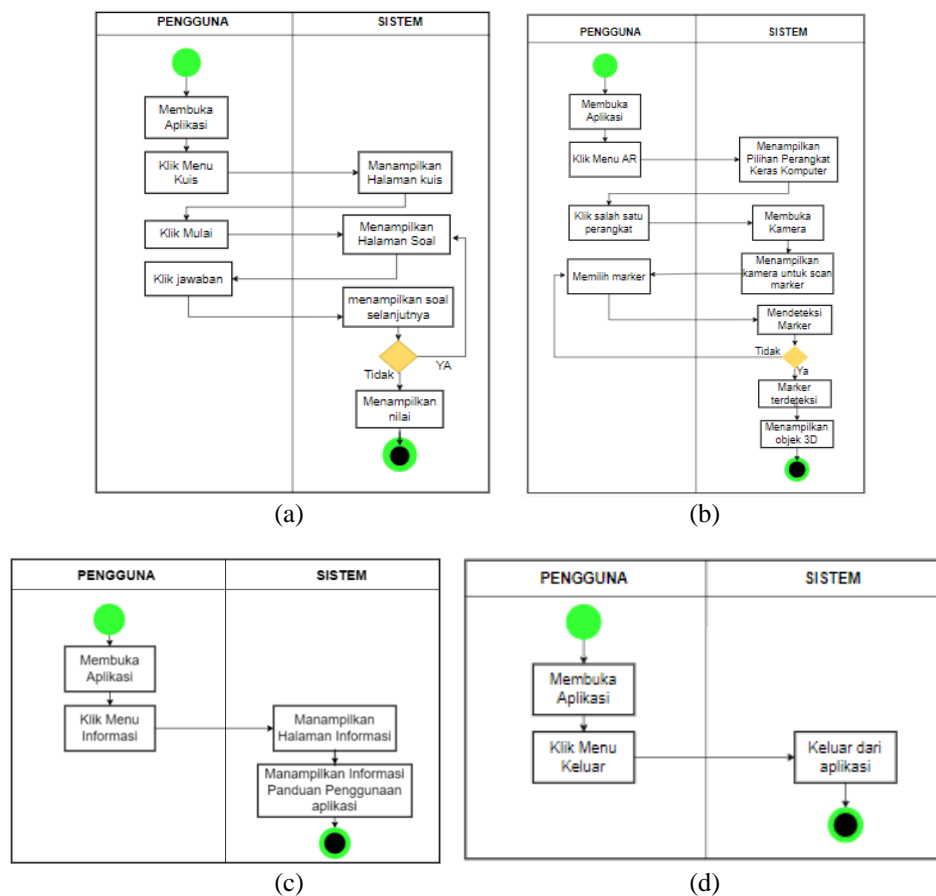 PENGGUNA
SISTEM
Membuka
Aplikasi
Klik Menu
Kuis
Manampilkan
Halaman kuis
Klik Mulai
Menampilkan
Halaman Soal
Klik jawaban
menampilkan soal
selanjutnya
Tidak
YA
Menampilkan
nilai
(a)
PENGGUNA
SISTEM
Membuka
Aplikasi
Klik Menu AR
Menampilkan
Pilihan Perangkat
Keras Komputer
Klik salah satu
perangkat
Membuka
Kamera
Memilih marker
Menampilkan
kamera untuk scan
marker
Mendeteksi
Marker
Tidak
Ya
Marker
terdeteksi
Menampilkan
objek 3D
(b)
PENGGUNA
SISTEM
Membuka
Aplikasi
Klik Menu
Informasi
Manampilkan
Halaman Informasi
Manampilkan Informasi
Panduan Penggunaan
aplikasi
(c)
PENGGUNA
SISTEM
Membuka
Aplikasi
Klik Menu
Keluar
Keluar dari
aplikasi
(d)